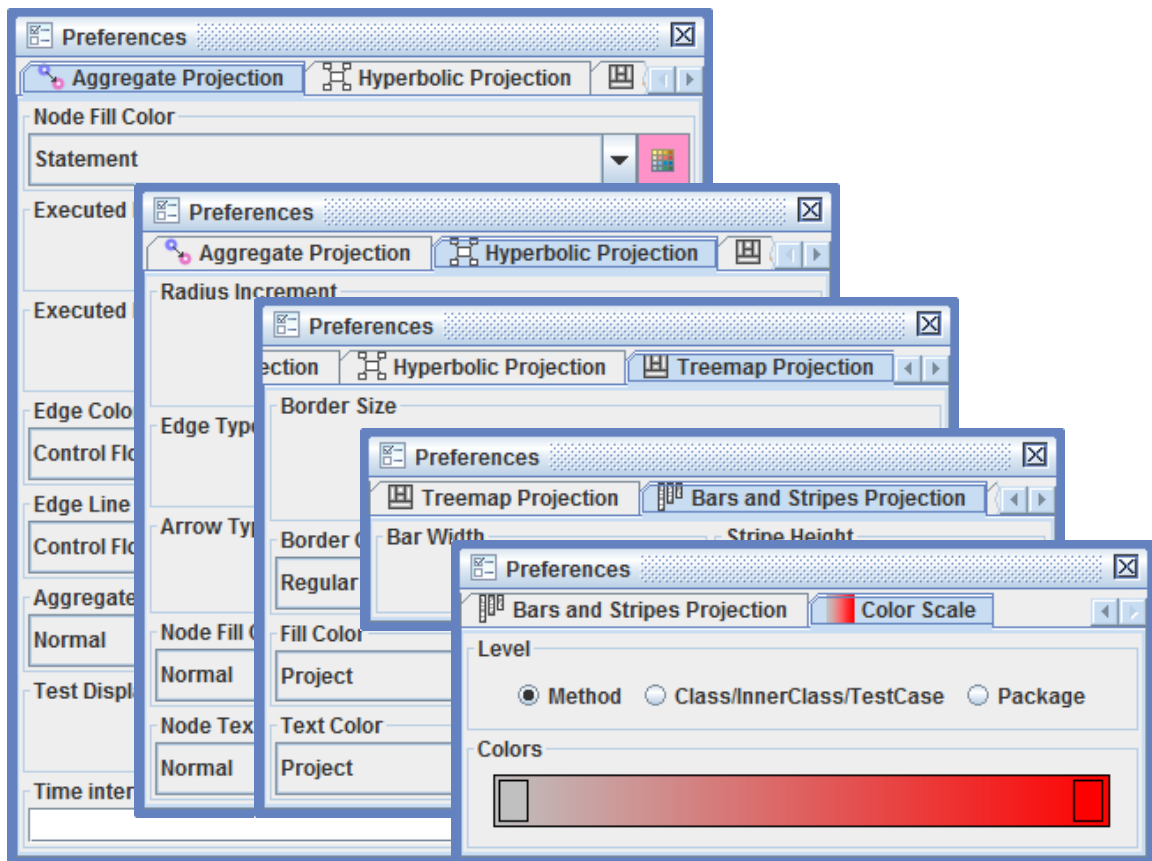 Preferences
Aggregate Projection Hyperbolic Projection
Node Fill Color
Statement
Executed
Executed
Edge Colo
Control Flo
Edge Line
Control Flo
Aggregate
Normal
Test Displ
Time inter
Preferences
Aggregate Projection Hyperbolic Projection
Radius Increment
Edge Type
Arrow Typ
Node Fill C
Normal
Node Tex
Normal
Preferences
ection Hyperbolic Projection Treemap Projection
Border Size
Border C
Regular
Fill Color
Project
Text Color
Project
Preferences
Treemap Projection Bars and Stripes Projection
Bar Width Stripe Height
Preferences
Bars and Stripes Projection Color Scale
Level
Method Class/InnerClass/TestCase Package
Colors